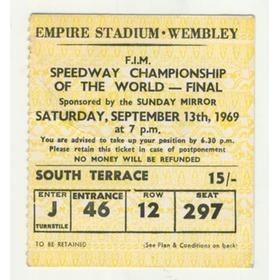 EMPIRE STADIUM · WEMBLEY
F.I.M.
SPEEDWAY CHAMPIONSHIP
OF THE WORLD — FINAL
Sponsored by the SUNDAY MIRROR
SATURDAY, SEPTEMBER 13th, 1969
at 7 p.m.
You are advised to take up your position by 6.30 p.m.
Please retain this ticket in case of postponement
NO MONEY WILL BE REFUNDED
SOUTH TERRACE 15/-
ENTER J TURNSTILE
ENTRANCE 46
ROW 12
SEAT 297
TO BE RETAINED (See Plan & Conditions on back)